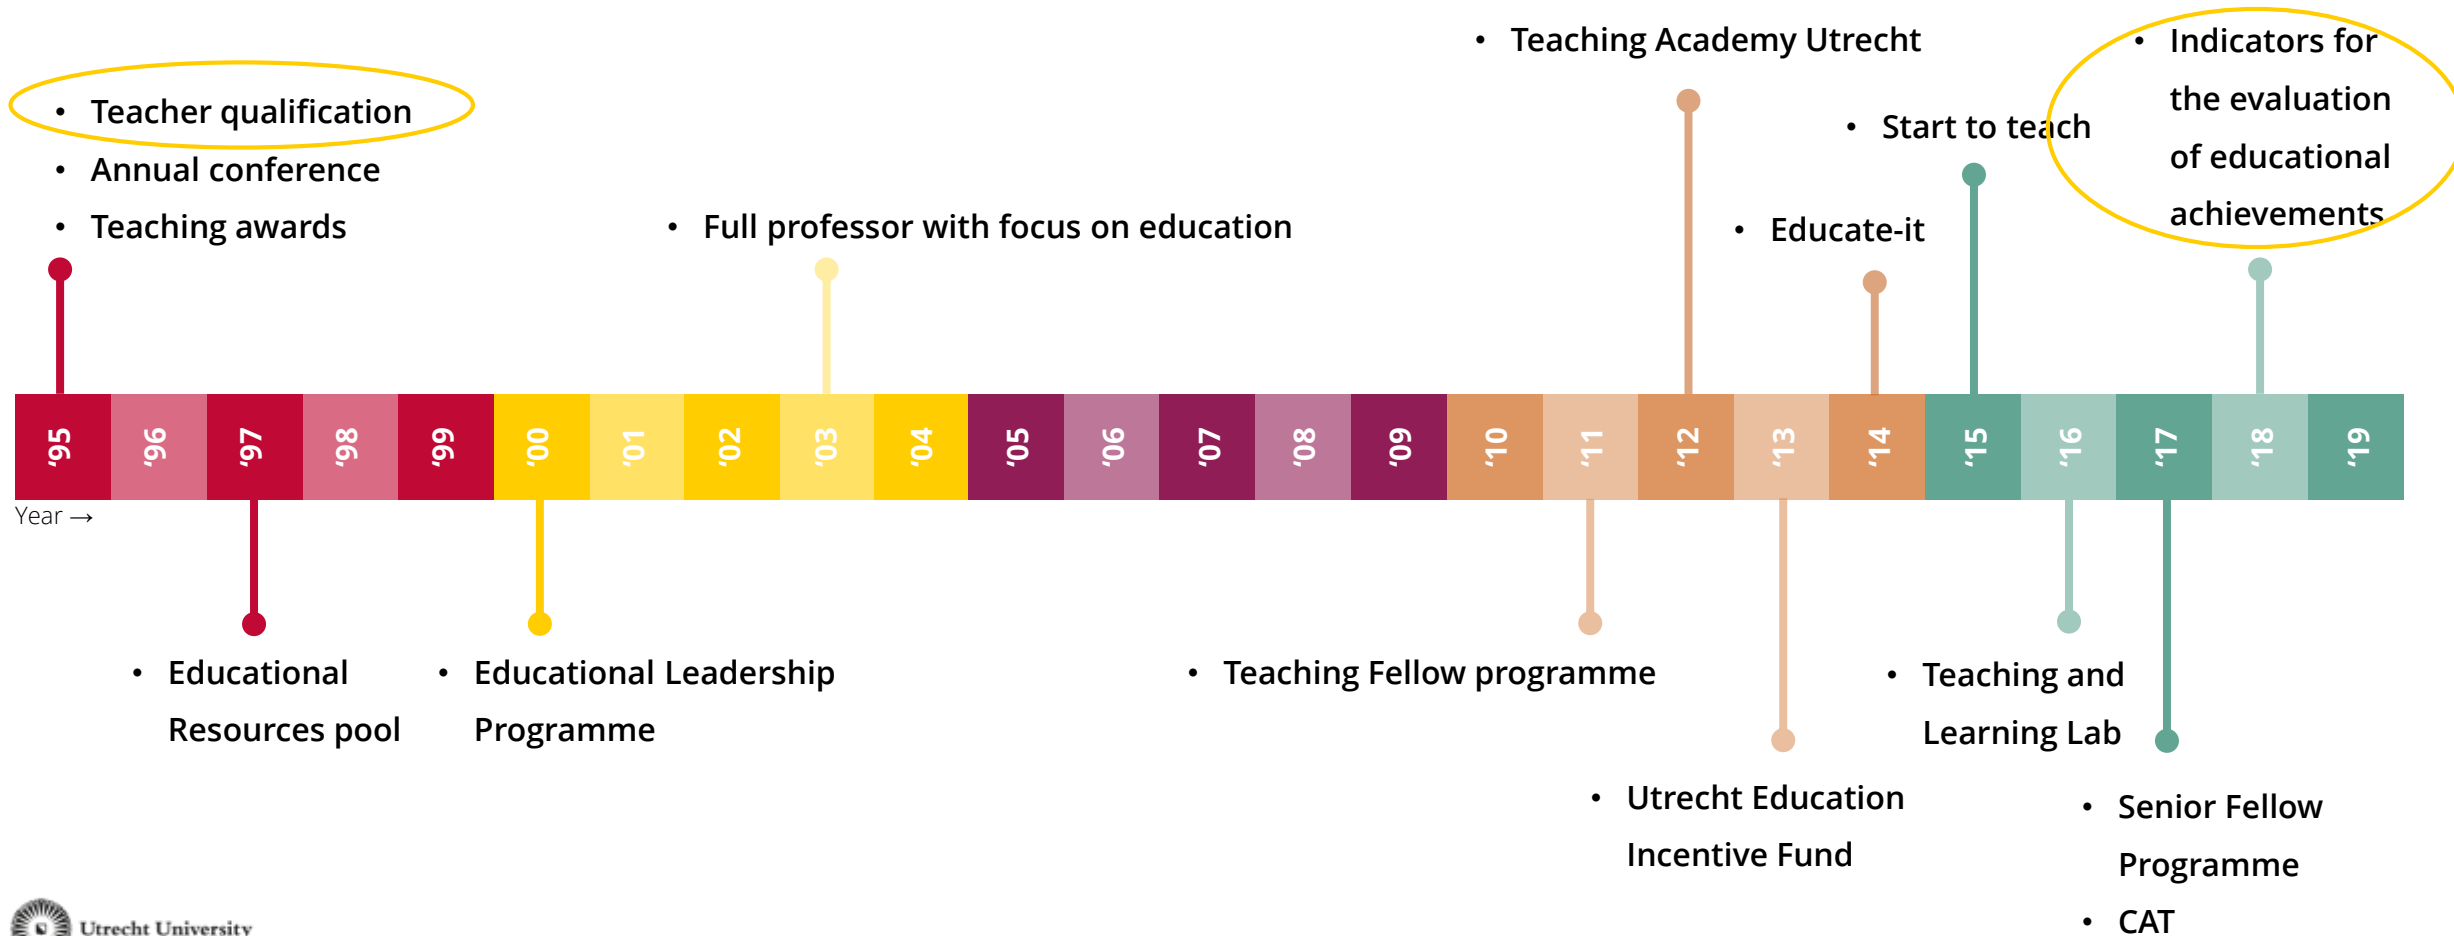 • Teaching Academy Utrecht
• Indicators for
the evaluation
of educational
achievements
• Teacher qualification
• Annual conference
• Teaching awards
• Start to teach
• Full professor with focus on education
• Educate-it
‘95 ‘96 ‘97 ‘98 ‘99 ‘00 ‘01 ‘02 ‘03 ‘04 ‘05 ‘06 ‘07 ‘08 ‘09 ‘10 ‘11 ‘12 ‘13 ‘14 ‘15 ‘16 ‘17 ‘18 ‘19
Year →
• Educational
Resources pool
• Educational Leadership
Programme
• Teaching Fellow programme
• Teaching and
Learning Lab
• Utrecht Education
Incentive Fund
• Senior Fellow
Programme
• CAT
Utrecht University